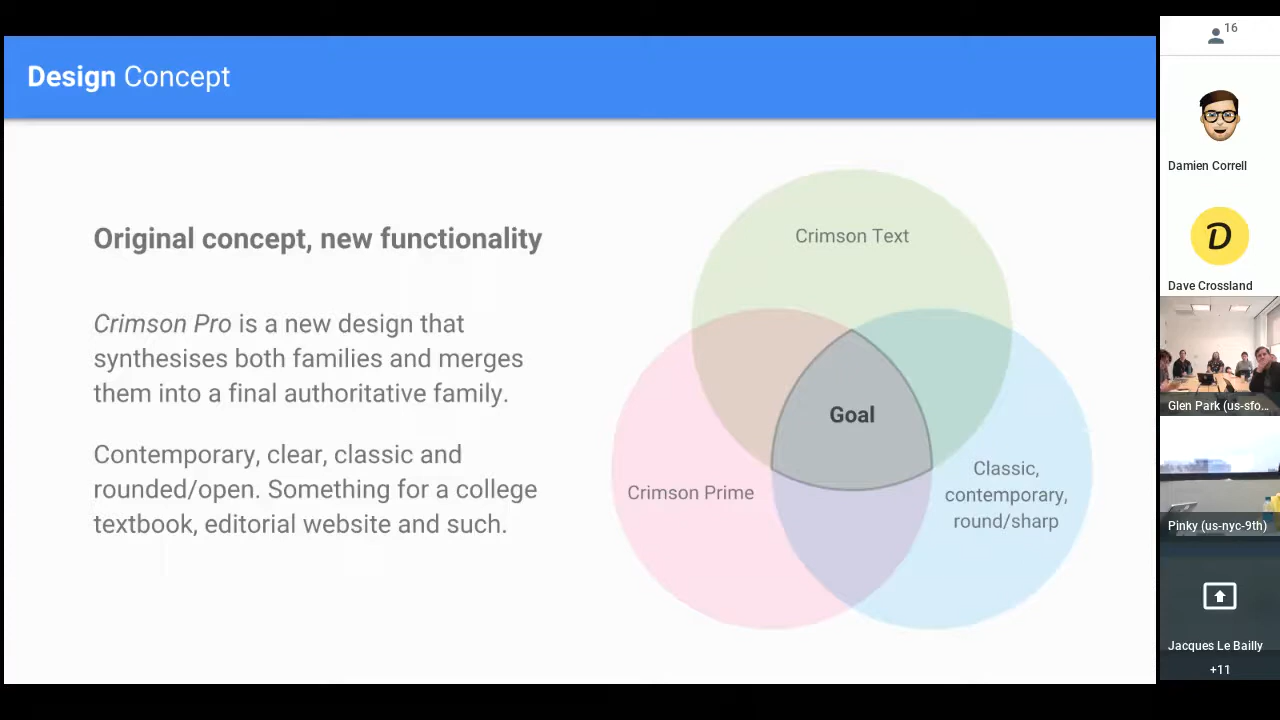 Design Concept
Original concept, new functionality
Crimson Pro is a new design that
synthesises both families and merges
them into a final authoritative family.
Contemporary, clear, classic and
rounded/open. Something for a college
textbook, editorial website and such.
Crimson Text
Goal
Crimson Prime
Classic,
contemporary,
round/sharp
16
Damien Correll
D
Dave Crossland
Glen Park (us-sfo...
Pinky (us-nyc-9th)
Jacques Le Bailly
+11